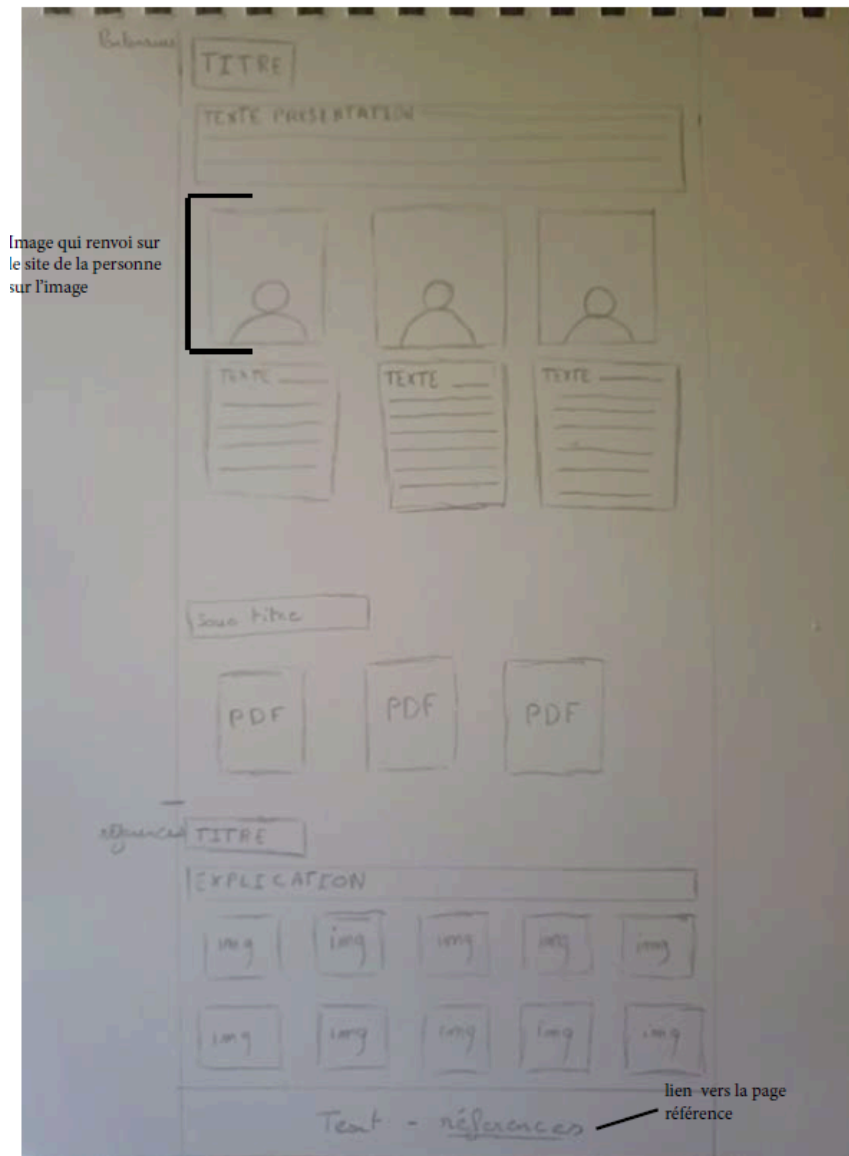 TITRE
TEXTE PRESENTATION
Image qui renvoi sur
le site de la personne
sur l'image
TEXTE
TEXTE
TEXTE
Sous titre
PDF
PDF
PDF
TITRE
EXPLICATION
img
img
img
img
img
img
img
img
img
img
lien vers la page
référence
Text - références